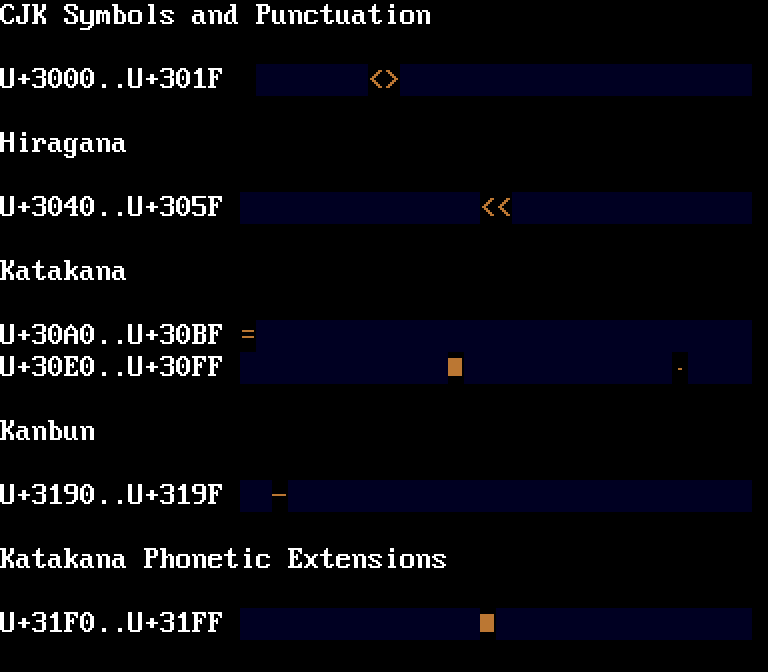 CJK Symbols and Punctuation
U+3000..U+301F <>
Hiragana
U+3040..U+305F <<
Katakana
U+30A0..U+30BF =
U+30E0..U+30FF ■ ·
Kanbun
U+3190..U+319F —
Katakana Phonetic Extensions
U+31F0..U+31FF ■